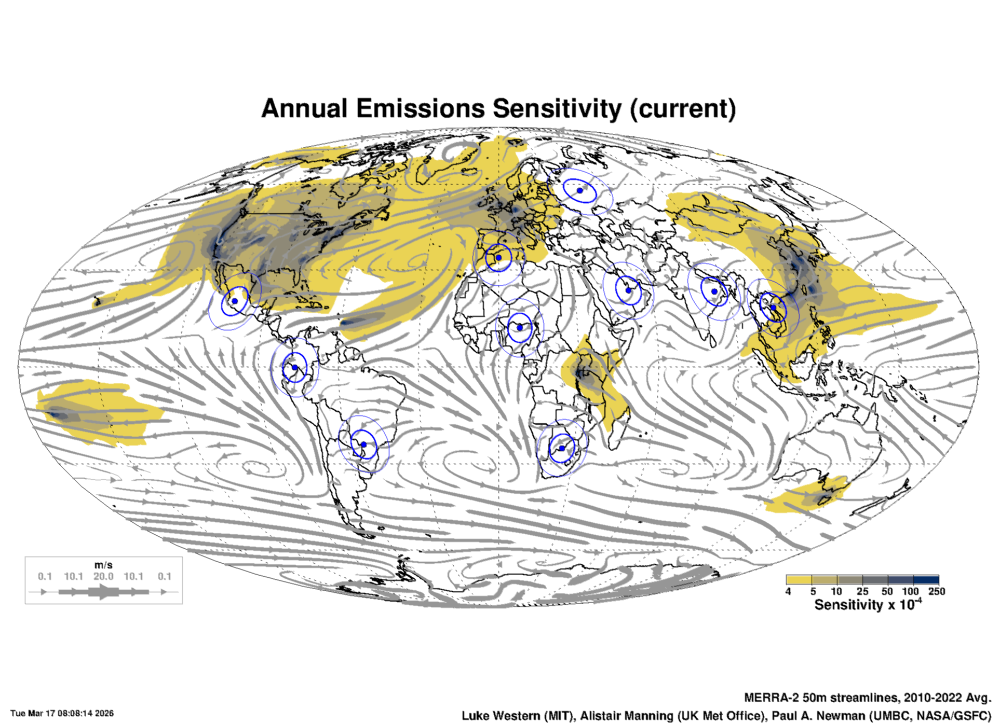 Annual Emissions Sensitivity (current)
m/s
0.1 10.1 20.0 10.1 0.1
4 5 10 25 50 100 250
Sensitivity x 10⁻⁴
MERRA-2 50m streamlines, 2010-2022 Avg.
Tue Mar 17 08:08:14 2026
Luke Western (MIT), Alistair Manning (UK Met Office), Paul A. Newman (UMBC, NASA/GSFC)